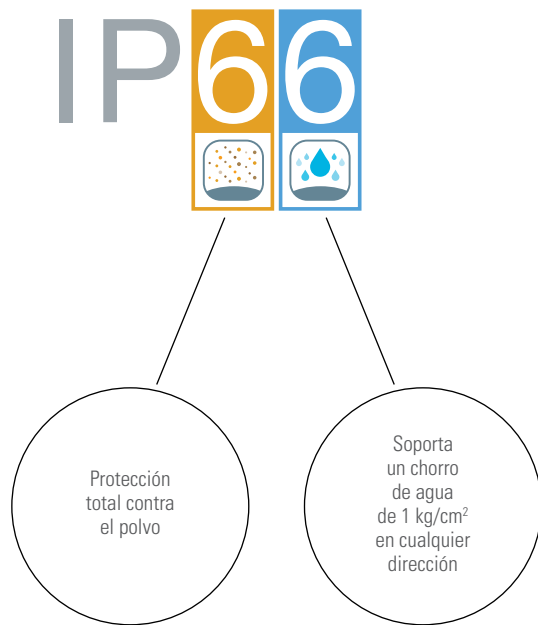 IP66
Protección
total contra
el polvo
Soporta
un chorro
de agua
de 1 kg/cm²
en cualquier
dirección